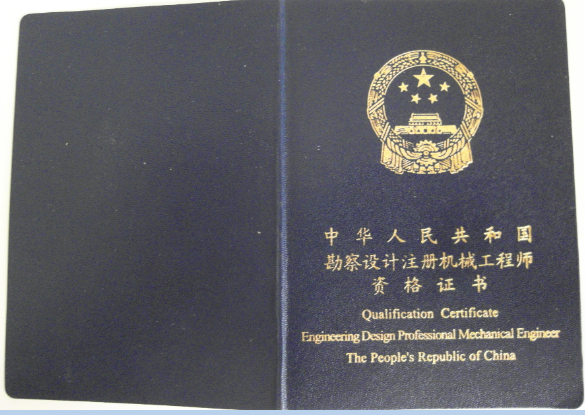 中华人民共和国
勘察设计注册机械工程师
资格证书
Qualification Certificate
Engineering Design Professional Mechanical Engineer
The People's Republic of China